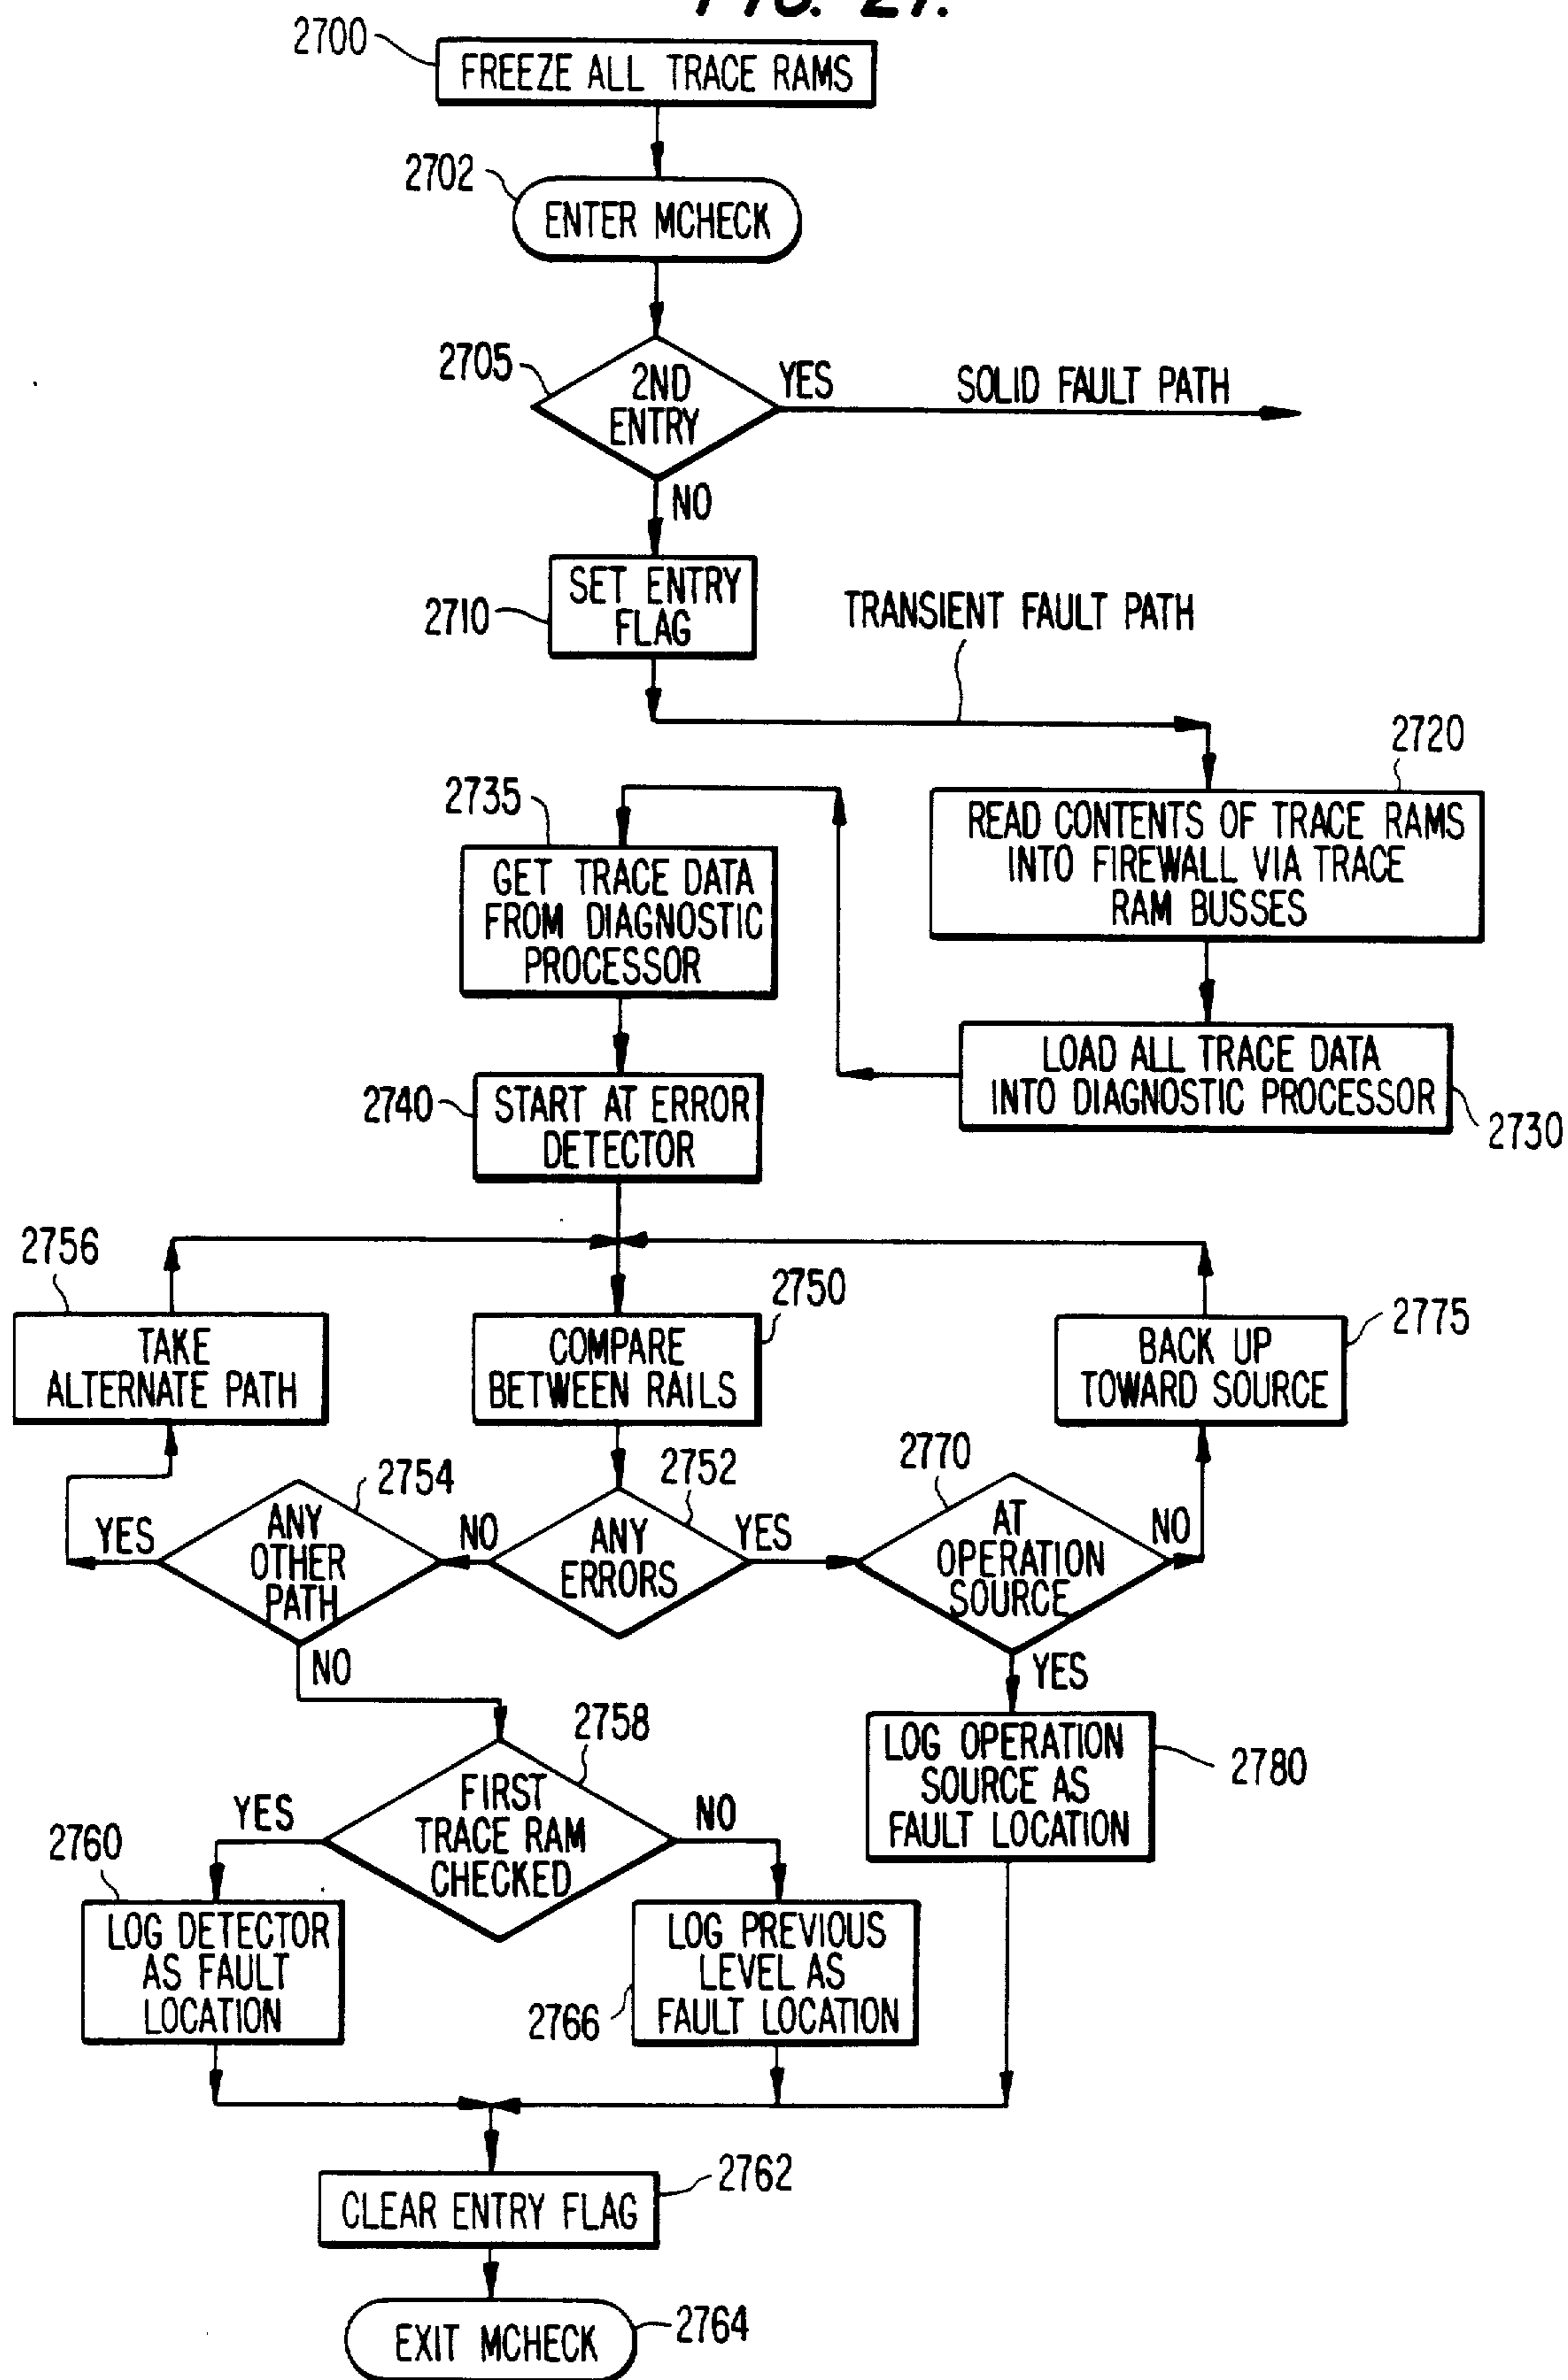 FIG. 27.
2700
FREEZE ALL TRACE RAMS
2702
ENTER MCHECK
2705
2ND
ENTRY
YES
SOLID FAULT PATH
NO
2710
SET ENTRY
FLAG
TRANSIENT FAULT PATH
2720
READ CONTENTS OF TRACE RAMS
INTO FIREWALL VIA TRACE
RAM BUSSES
2735
GET TRACE DATA
FROM DIAGNOSTIC
PROCESSOR
LOAD ALL TRACE DATA
INTO DIAGNOSTIC PROCESSOR
2730
2740
START AT ERROR
DETECTOR
2756
TAKE
ALTERNATE PATH
2750
COMPARE
BETWEEN RAILS
2775
BACK UP
TOWARD SOURCE
2754
YES
ANY
OTHER
PATH
NO
2752
ANY
ERRORS
YES
2770
AT
OPERATION
SOURCE
NO
NO
YES
2758
FIRST
TRACE RAM
CHECKED
YES
NO
LOG OPERATION
SOURCE AS
FAULT LOCATION
2780
2760
LOG DETECTOR
AS FAULT
LOCATION
LOG PREVIOUS
LEVEL AS
FAULT LOCATION
2766
2762
CLEAR ENTRY FLAG
EXIT MCHECK
2764